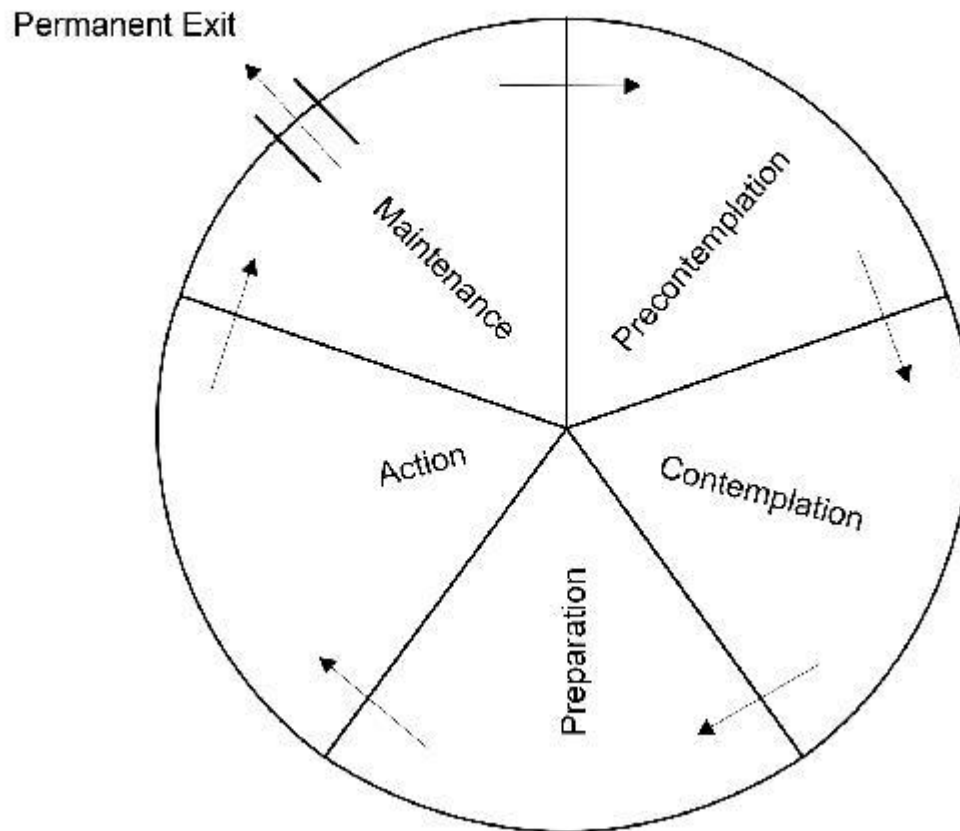 Permanent Exit
Precontemplation
Maintenance
Contemplation
Action
Preparation